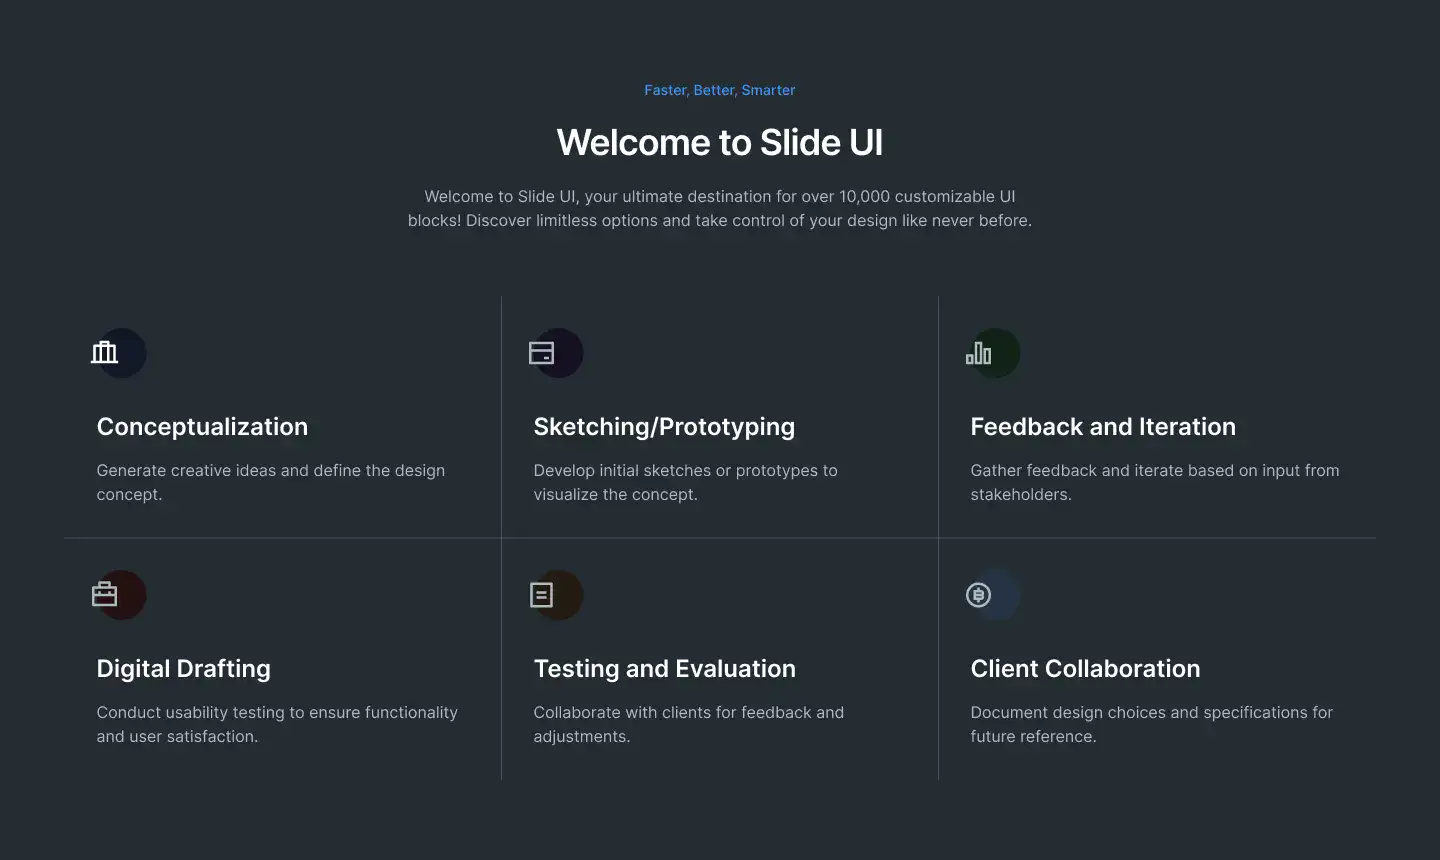 Faster, Better, Smarter
Welcome to Slide UI
Welcome to Slide UI, your ultimate destination for over 10,000 customizable UI
blocks! Discover limitless options and take control of your design like never before.
Conceptualization
Generate creative ideas and define the design
concept.
Sketching/Prototyping
Develop initial sketches or prototypes to
visualize the concept.
Feedback and Iteration
Gather feedback and iterate based on input from
stakeholders.
Digital Drafting
Conduct usability testing to ensure functionality
and user satisfaction.
Testing and Evaluation
Collaborate with clients for feedback and
adjustments.
Client Collaboration
Document design choices and specifications for
future reference.